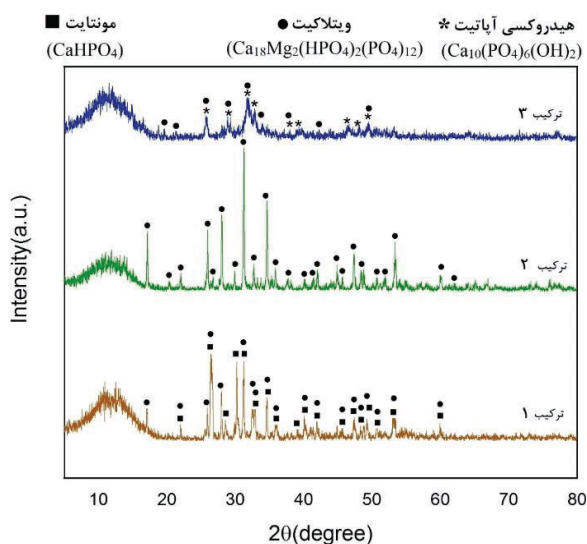 ■ مونتایت ● ویتلاکیت * هیدروکسی آپاتیت
(CaHPO4) (Ca18Mg2(HPO4)2(PO4)12) (Ca10(PO4)6(OH)2)
ترکیب ۳
ترکیب ۲
ترکیب ۱
Intensity(a.u.)
10 20 30 40 50 60 70 80
2θ(degree)